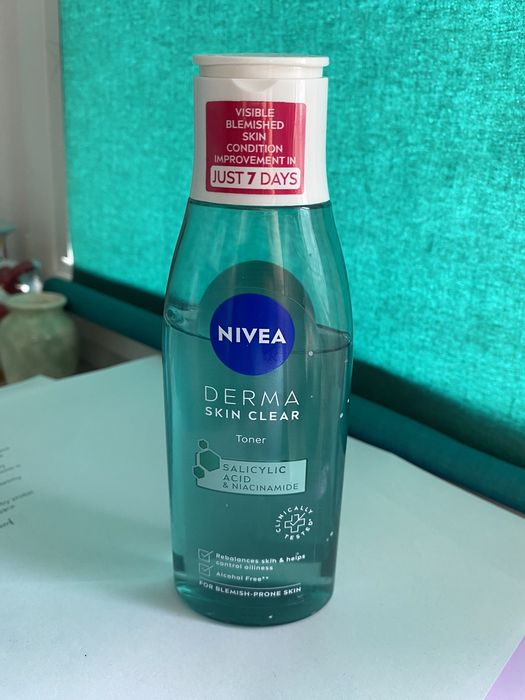 VISIBLE
BLEMISHED
SKIN
CONDITION
IMPROVEMENT IN
JUST 7 DAYS
NIVEA
DERMA
SKIN CLEAR
Toner
SALICYLIC
ACID
& NIACINAMIDE
CLINICALLY
TESTED*
Rebalances skin & helps
control oiliness
Alcohol Free**
FOR BLEMISH-PRONE SKIN